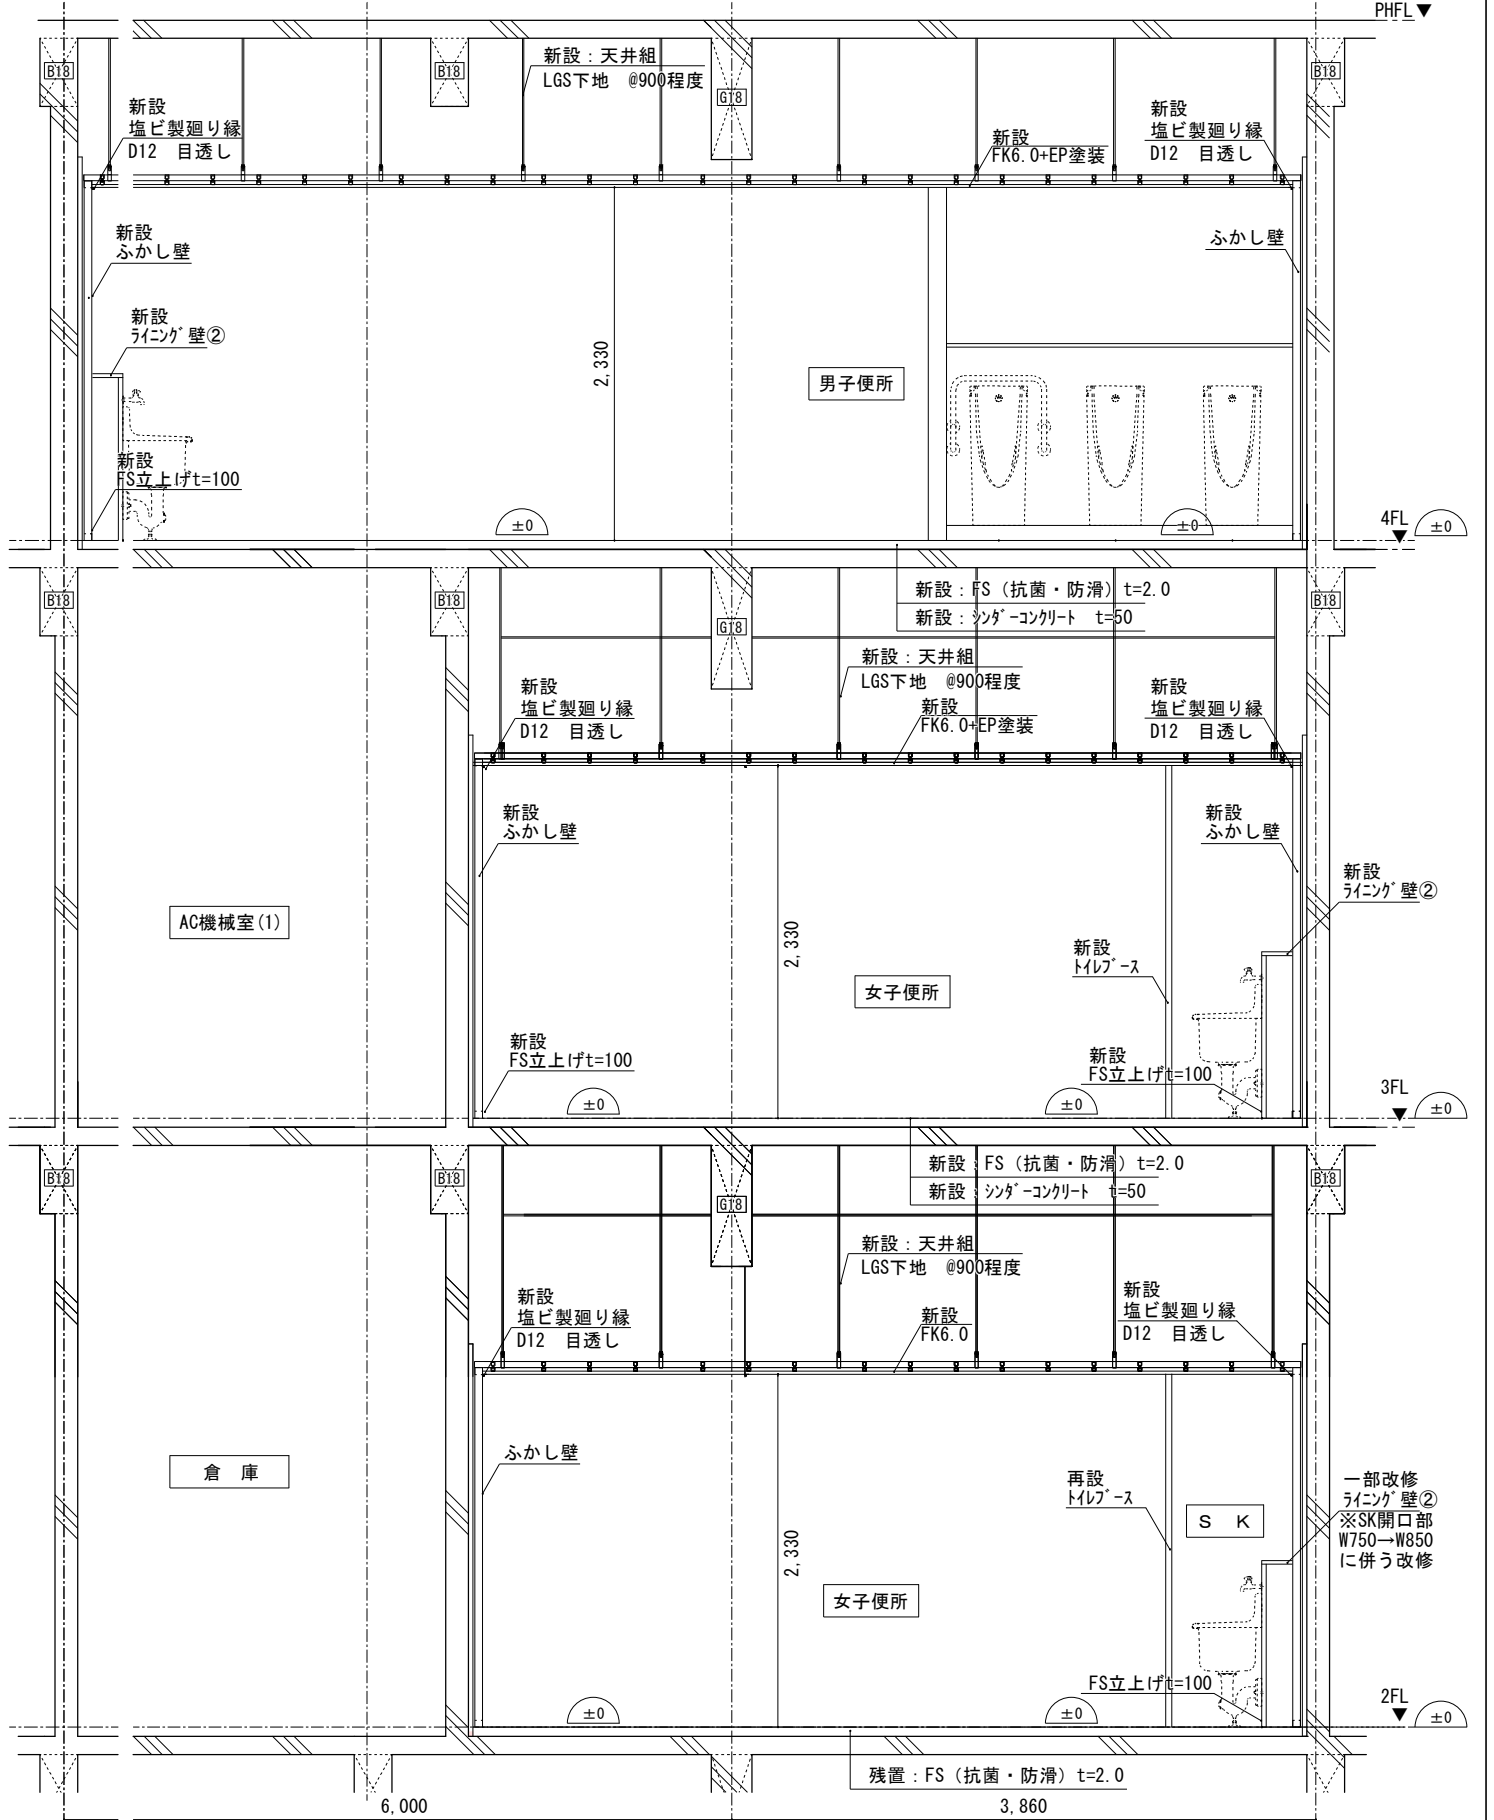 PHFL▼
B18
B18
G18
B18
新設：天井組
LGS下地　@900程度
新設
塩ビ製廻り縁
D12　目透し
新設
FK6.0+EP塗装
新設
塩ビ製廻り縁
D12　目透し
新設
ふかし壁
ふかし壁
新設
ﾗｲﾆﾝｸﾞ壁②
2,330
男子便所
新設
FS立上げt=100
±0
±0
4FL
▼
±0
B18
B18
G18
B18
新設：FS（抗菌・防滑）t=2.0
新設：ｼﾝﾀﾞｰｺﾝｸﾘｰﾄ　t=50
新設：天井組
LGS下地　@900程度
新設
塩ビ製廻り縁
D12　目透し
新設
FK6.0+EP塗装
新設
塩ビ製廻り縁
D12　目透し
新設
ふかし壁
新設
ふかし壁
新設
ﾗｲﾆﾝｸﾞ壁②
AC機械室(1)
2,330
女子便所
新設
ﾄｲﾚﾌﾞｰｽ
新設
FS立上げt=100
新設
FS立上げt=100
±0
±0
3FL
▼
±0
B18
B18
G18
B18
新設：FS（抗菌・防滑）t=2.0
新設：ｼﾝﾀﾞｰｺﾝｸﾘｰﾄ　t=50
新設：天井組
LGS下地　@900程度
新設
塩ビ製廻り縁
D12　目透し
新設
FK6.0
新設
塩ビ製廻り縁
D12　目透し
倉　庫
ふかし壁
2,330
女子便所
再設
ﾄｲﾚﾌﾞｰｽ
Ｓ　Ｋ
一部改修
ﾗｲﾆﾝｸﾞ壁②
※SK開口部
W750→W850
に併う改修
FS立上げt=100
±0
±0
2FL
▼
±0
残置：FS（抗菌・防滑）t=2.0
6,000
3,860